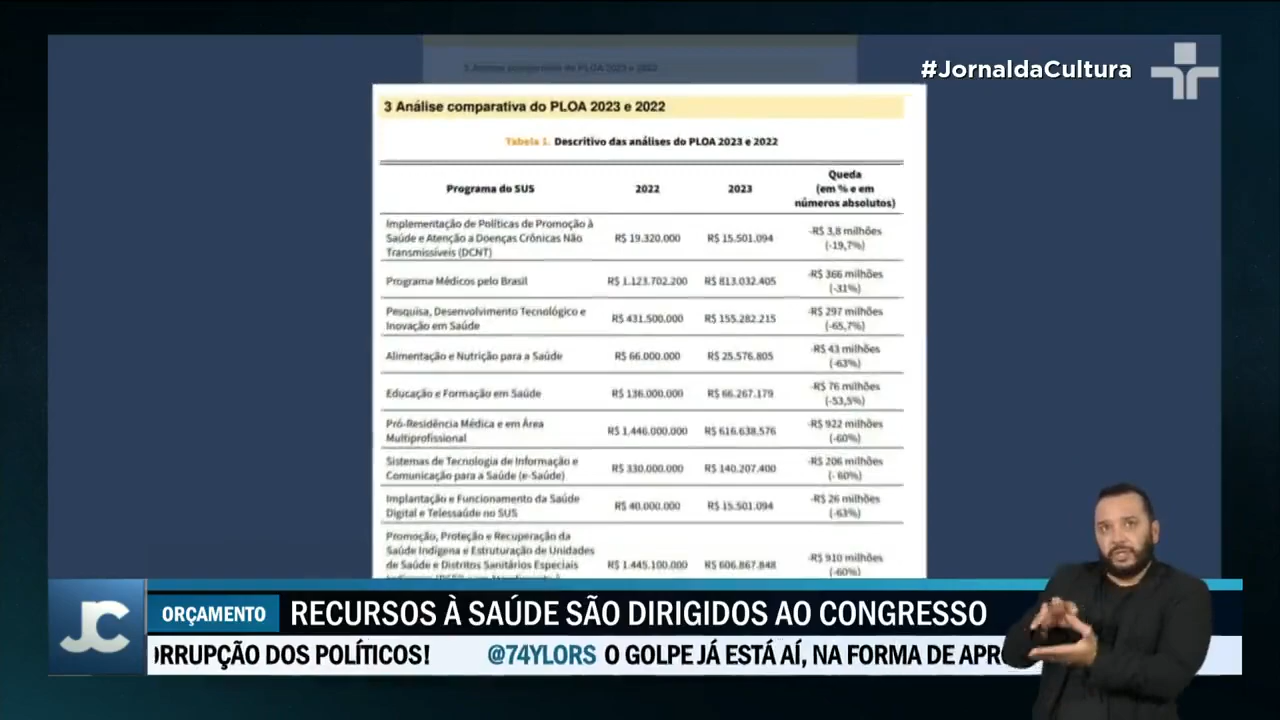 #JornaldaCultura
3 Análise comparativa do PLOA 2023 e 2022
3 Análise comparativa do PLOA 2023 e 2022
Tabela 1. Descritivo das análises do PLOA 2023 e 2022
Programa do SUS 2022 2023 Queda
(em % e em
números absolutos)
Implementação de Políticas de Promoção à
Saúde e Atenção a Doenças Crônicas Não
Transmissíveis (DCNT)
R$ 19.320.000 R$ 15.501.094 -R$ 3,8 milhões
(-19,7%)
Programa Médicos pelo Brasil R$ 1.123.702.200 R$ 813.032.405 -R$ 366 milhões
(-31%)
Pesquisa, Desenvolvimento Tecnológico e
Inovação em Saúde
R$ 431.500.000 R$ 155.282.215 -R$ 297 milhões
(-65,7%)
Alimentação e Nutrição para a Saúde R$ 66.000.000 R$ 25.576.805 -R$ 43 milhões
(-63%)
Educação e Formação em Saúde R$ 136.000.000 R$ 66.267.179 -R$ 76 milhões
(-53,5%)
Pró-Residência Médica e em Área
Multiprofissional
R$ 1.446.000.000 R$ 616.638.576 -R$ 922 milhões
(-60%)
Sistemas de Tecnologia de Informação e
Comunicação para a Saúde (e-Saúde)
R$ 330.000.000 R$ 140.207.400 -R$ 206 milhões
(- 60%)
Implantação e Funcionamento da Saúde
Digital e Telessaúde no SUS
R$ 40.000.000 R$ 15.501.094 -R$ 26 milhões
(-63%)
Promoção, Proteção e Recuperação da
Saúde Indígena e Estruturação de Unidades
de Saúde e Distritos Sanitários Especiais
R$ 1.445.100.000 R$ 606.867.848 -R$ 910 milhões
(-60%)
JC
ORÇAMENTO
RECURSOS À SAÚDE SÃO DIRIGIDOS AO CONGRESSO
ORRUPÇÃO DOS POLÍTICOS! @74YLORS O GOLPE JÁ ESTÁ AÍ, NA FORMA DE APR